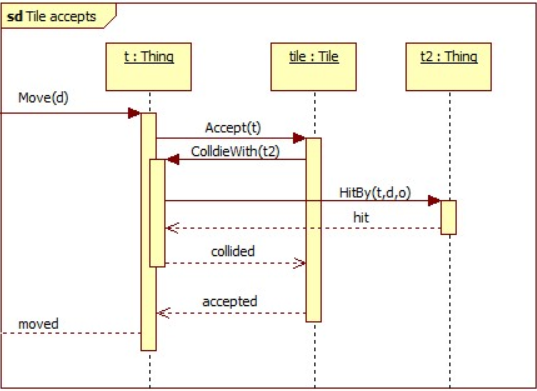 sd Tile accepts
t : Thing
tile : Tile
t2 : Thing
Move(d)
Accept(t)
ColldieWith(t2)
HitBy(t,d,o)
hit
collided
accepted
moved